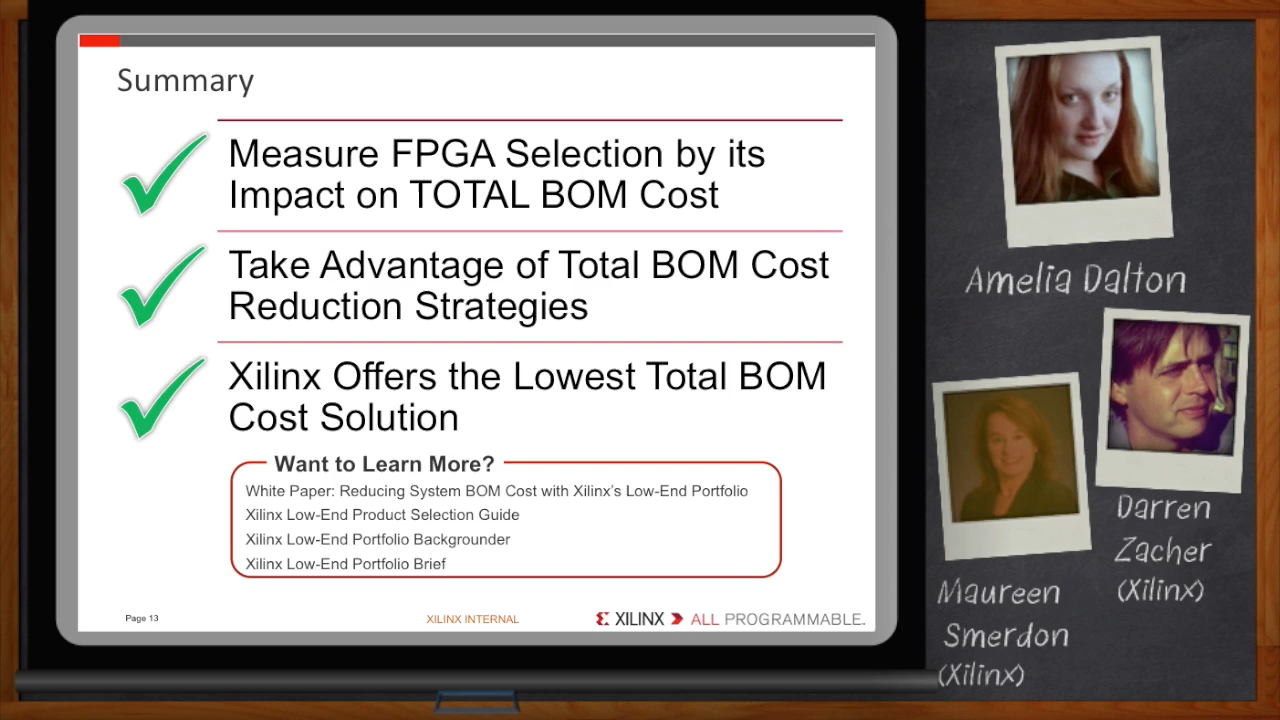 Summary
Measure FPGA Selection by its
Impact on TOTAL BOM Cost
Take Advantage of Total BOM Cost
Reduction Strategies
Xilinx Offers the Lowest Total BOM
Cost Solution
Want to Learn More?
White Paper: Reducing System BOM Cost with Xilinx's Low-End Portfolio
Xilinx Low-End Product Selection Guide
Xilinx Low-End Portfolio Backgrounder
Xilinx Low-End Portfolio Brief
Page 13
XILINX INTERNAL
XILINX ALL PROGRAMMABLE.
Amelia Dalton
Darren
Zacher
(Xilinx)
Maureen
Smerdon
(Xilinx)